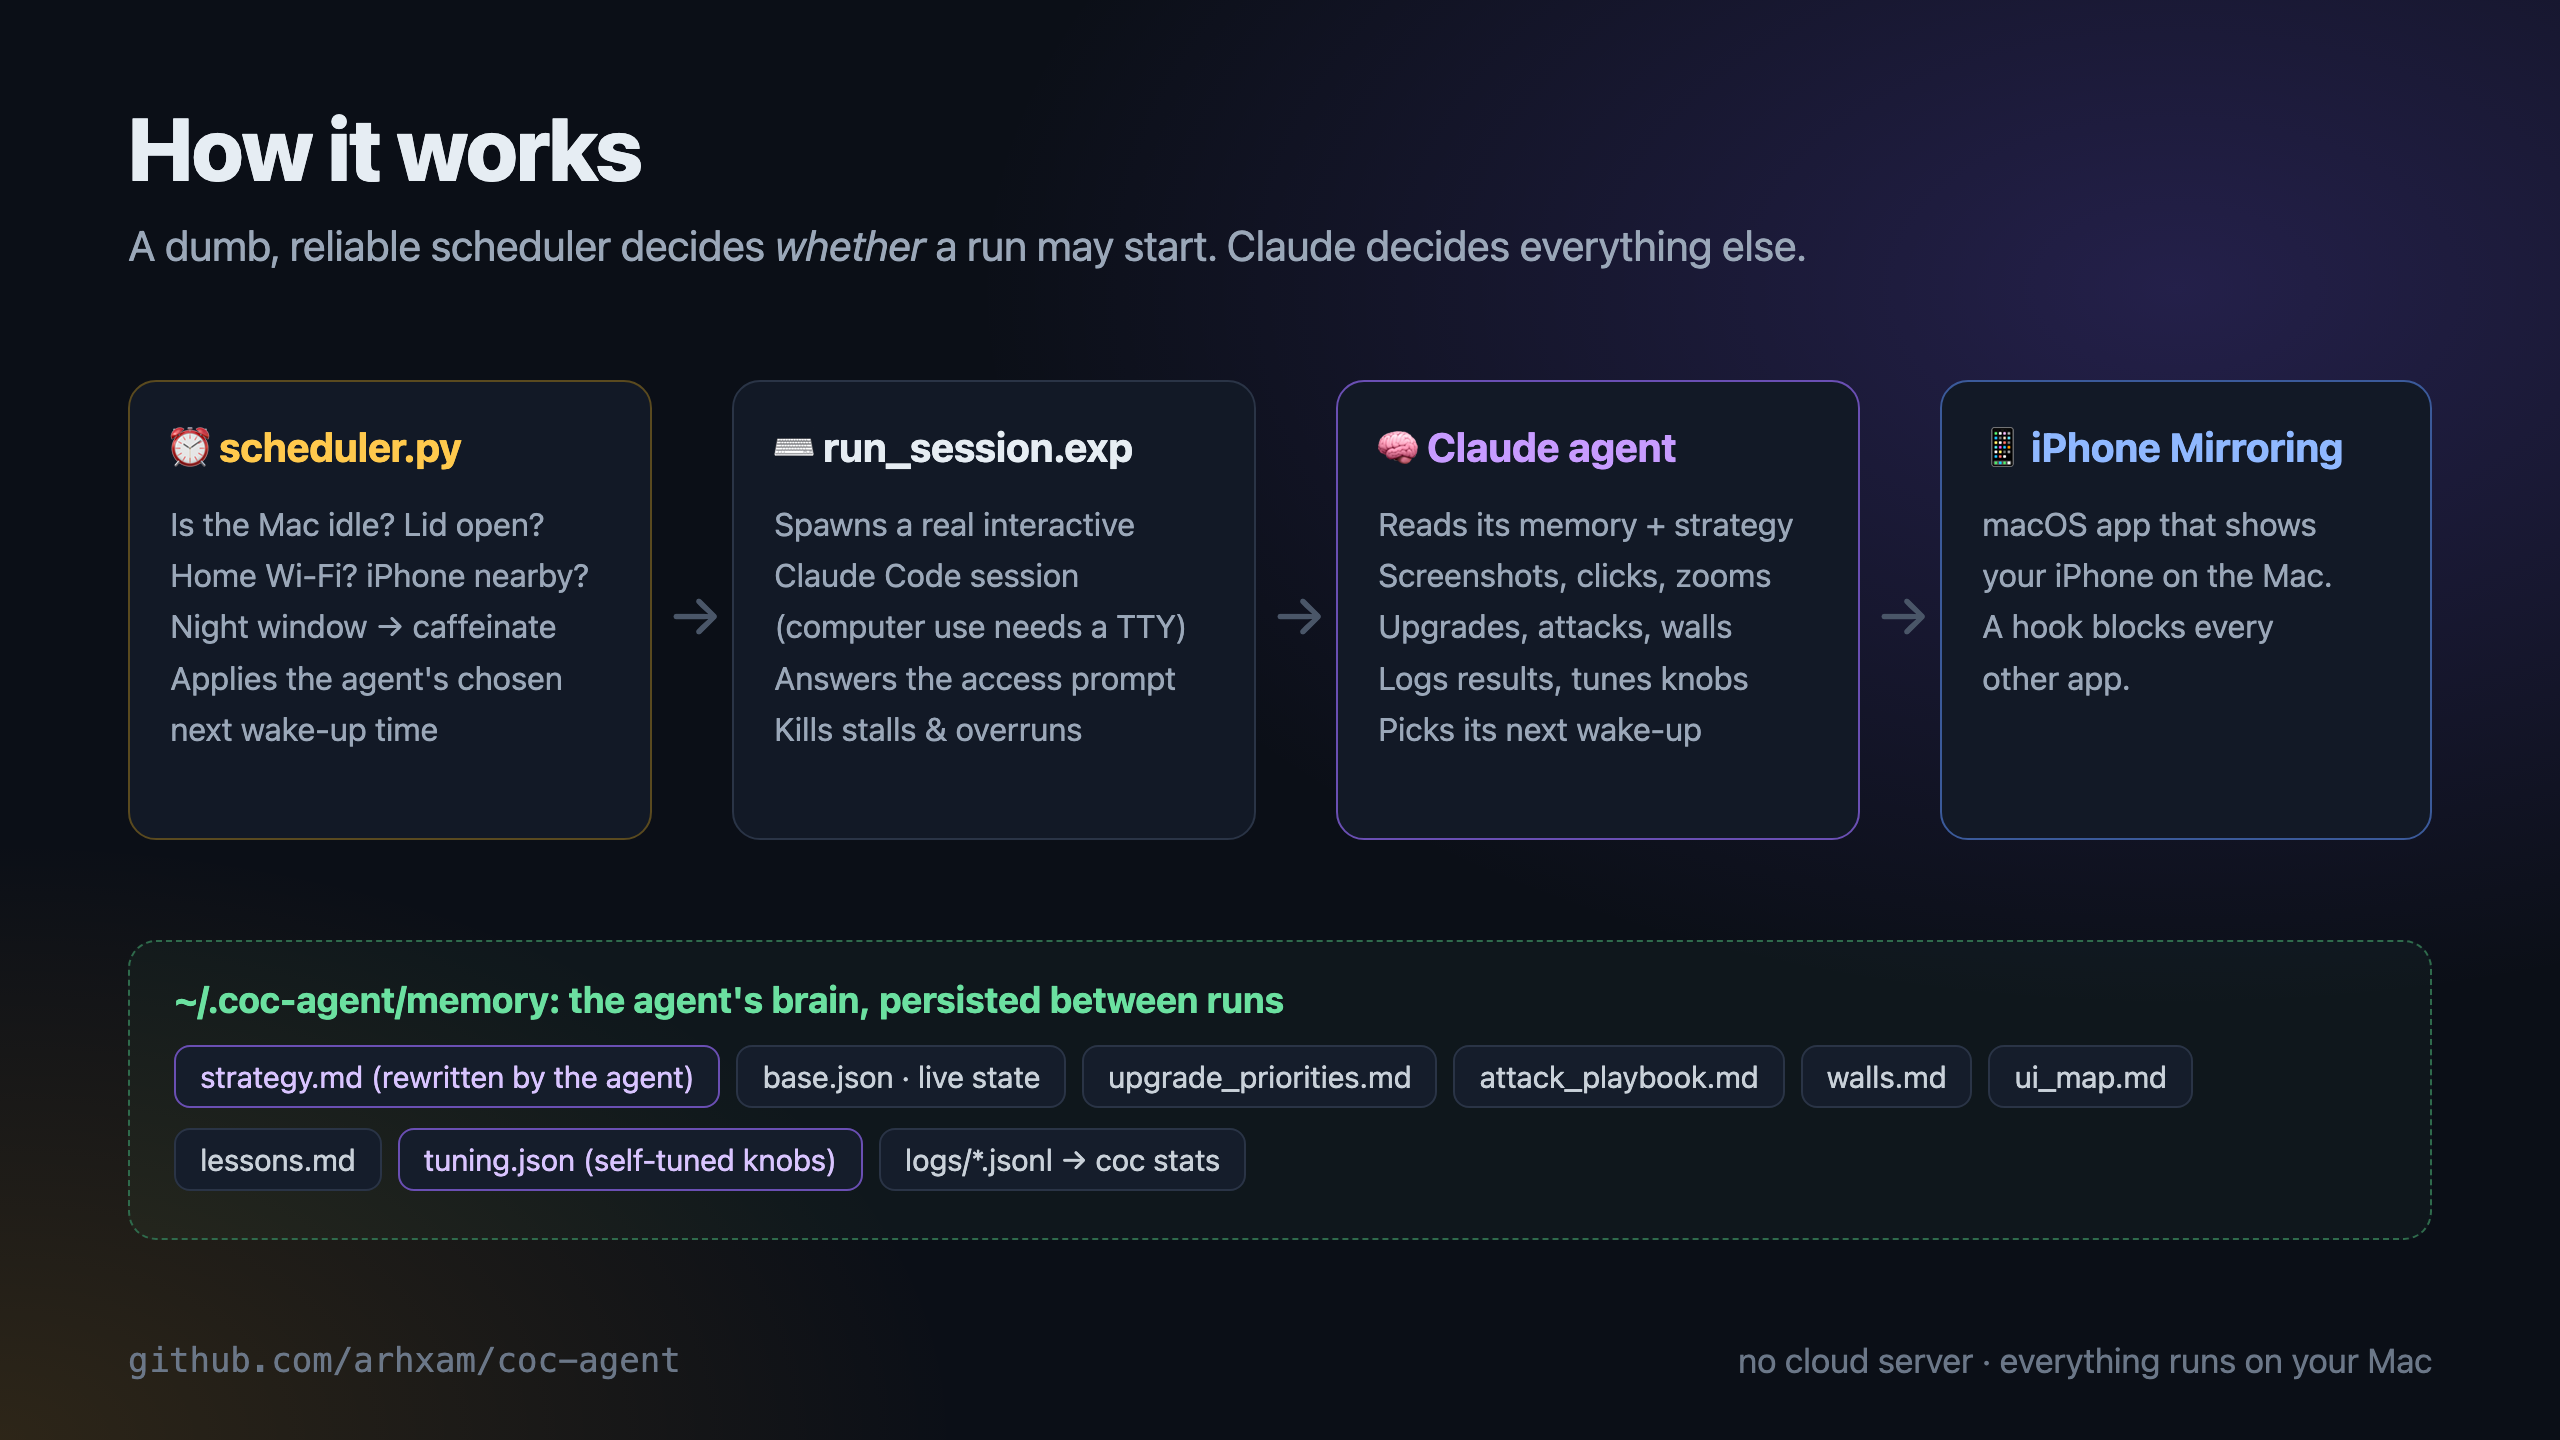 How it works
A dumb, reliable scheduler decides whether a run may start. Claude decides everything else.
⏰ scheduler.py
Is the Mac idle? Lid open?
Home Wi-Fi? iPhone nearby?
Night window → caffeinate
Applies the agent's chosen
next wake-up time
→
⌨️ run_session.exp
Spawns a real interactive
Claude Code session
(computer use needs a TTY)
Answers the access prompt
Kills stalls & overruns
→
🧠 Claude agent
Reads its memory + strategy
Screenshots, clicks, zooms
Upgrades, attacks, walls
Logs results, tunes knobs
Picks its next wake-up
→
📱 iPhone Mirroring
macOS app that shows
your iPhone on the Mac.
A hook blocks every
other app.
~/.coc-agent/memory: the agent's brain, persisted between runs
strategy.md (rewritten by the agent)
base.json · live state
upgrade_priorities.md
attack_playbook.md
walls.md
ui_map.md
lessons.md
tuning.json (self-tuned knobs)
logs/*.jsonl → coc stats
github.com/arhxam/coc-agent
no cloud server · everything runs on your Mac